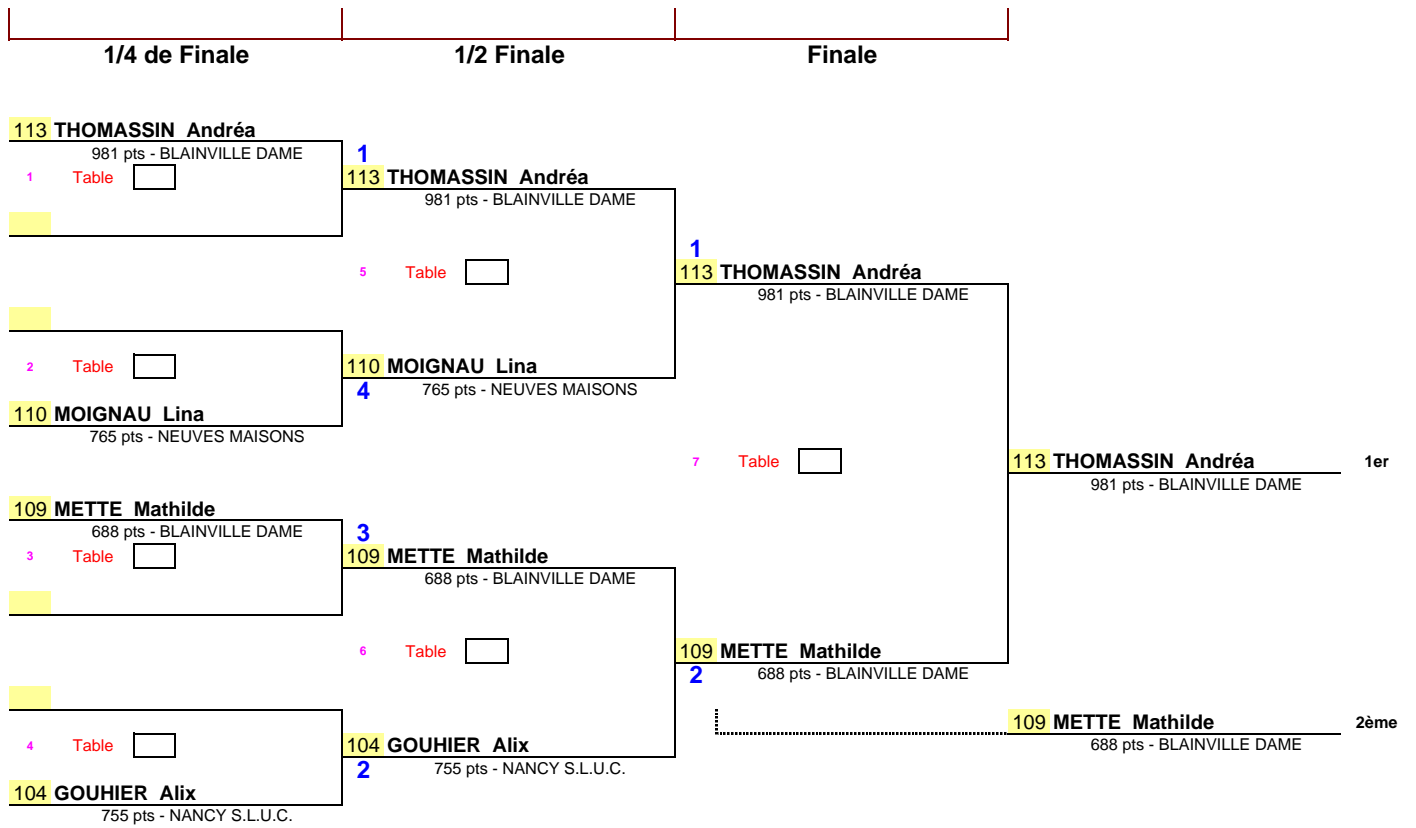 1/4 de Finale 1/2 Finale Finale
113 THOMASSIN Andréa
981 pts - BLAINVILLE DAME
1
1 Table
113 THOMASSIN Andréa
981 pts - BLAINVILLE DAME
1
5 Table
113 THOMASSIN Andréa
981 pts - BLAINVILLE DAME
2 Table
110 MOIGNAU Lina
4
765 pts - NEUVES MAISONS
110 MOIGNAU Lina
765 pts - NEUVES MAISONS
7 Table
113 THOMASSIN Andréa 1er
981 pts - BLAINVILLE DAME
109 METTE Mathilde
688 pts - BLAINVILLE DAME
3
3 Table
109 METTE Mathilde
688 pts - BLAINVILLE DAME
6 Table
109 METTE Mathilde
2
688 pts - BLAINVILLE DAME
109 METTE Mathilde 2ème
688 pts - BLAINVILLE DAME
4 Table
104 GOUHIER Alix
2
755 pts - NANCY S.L.U.C.
104 GOUHIER Alix
755 pts - NANCY S.L.U.C.